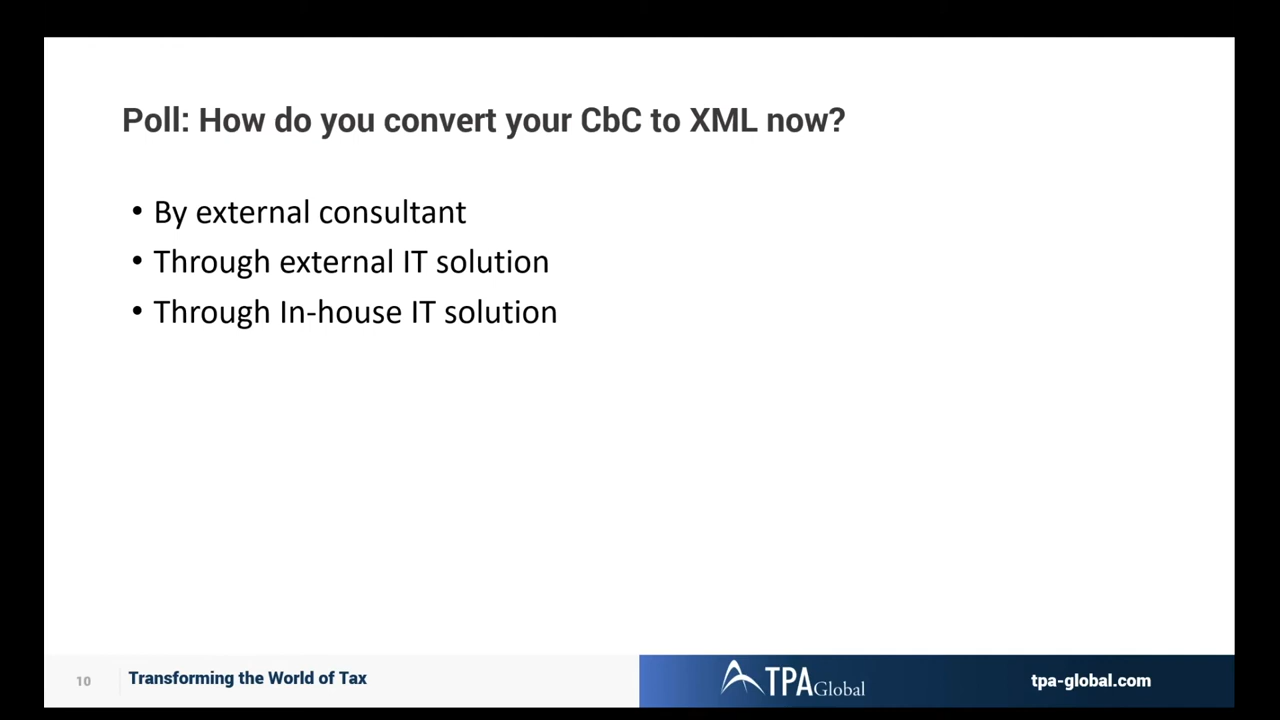 Poll: How do you convert your CbC to XML now?
• By external consultant
• Through external IT solution
• Through In-house IT solution
10
Transforming the World of Tax
TPA Global
tpa-global.com